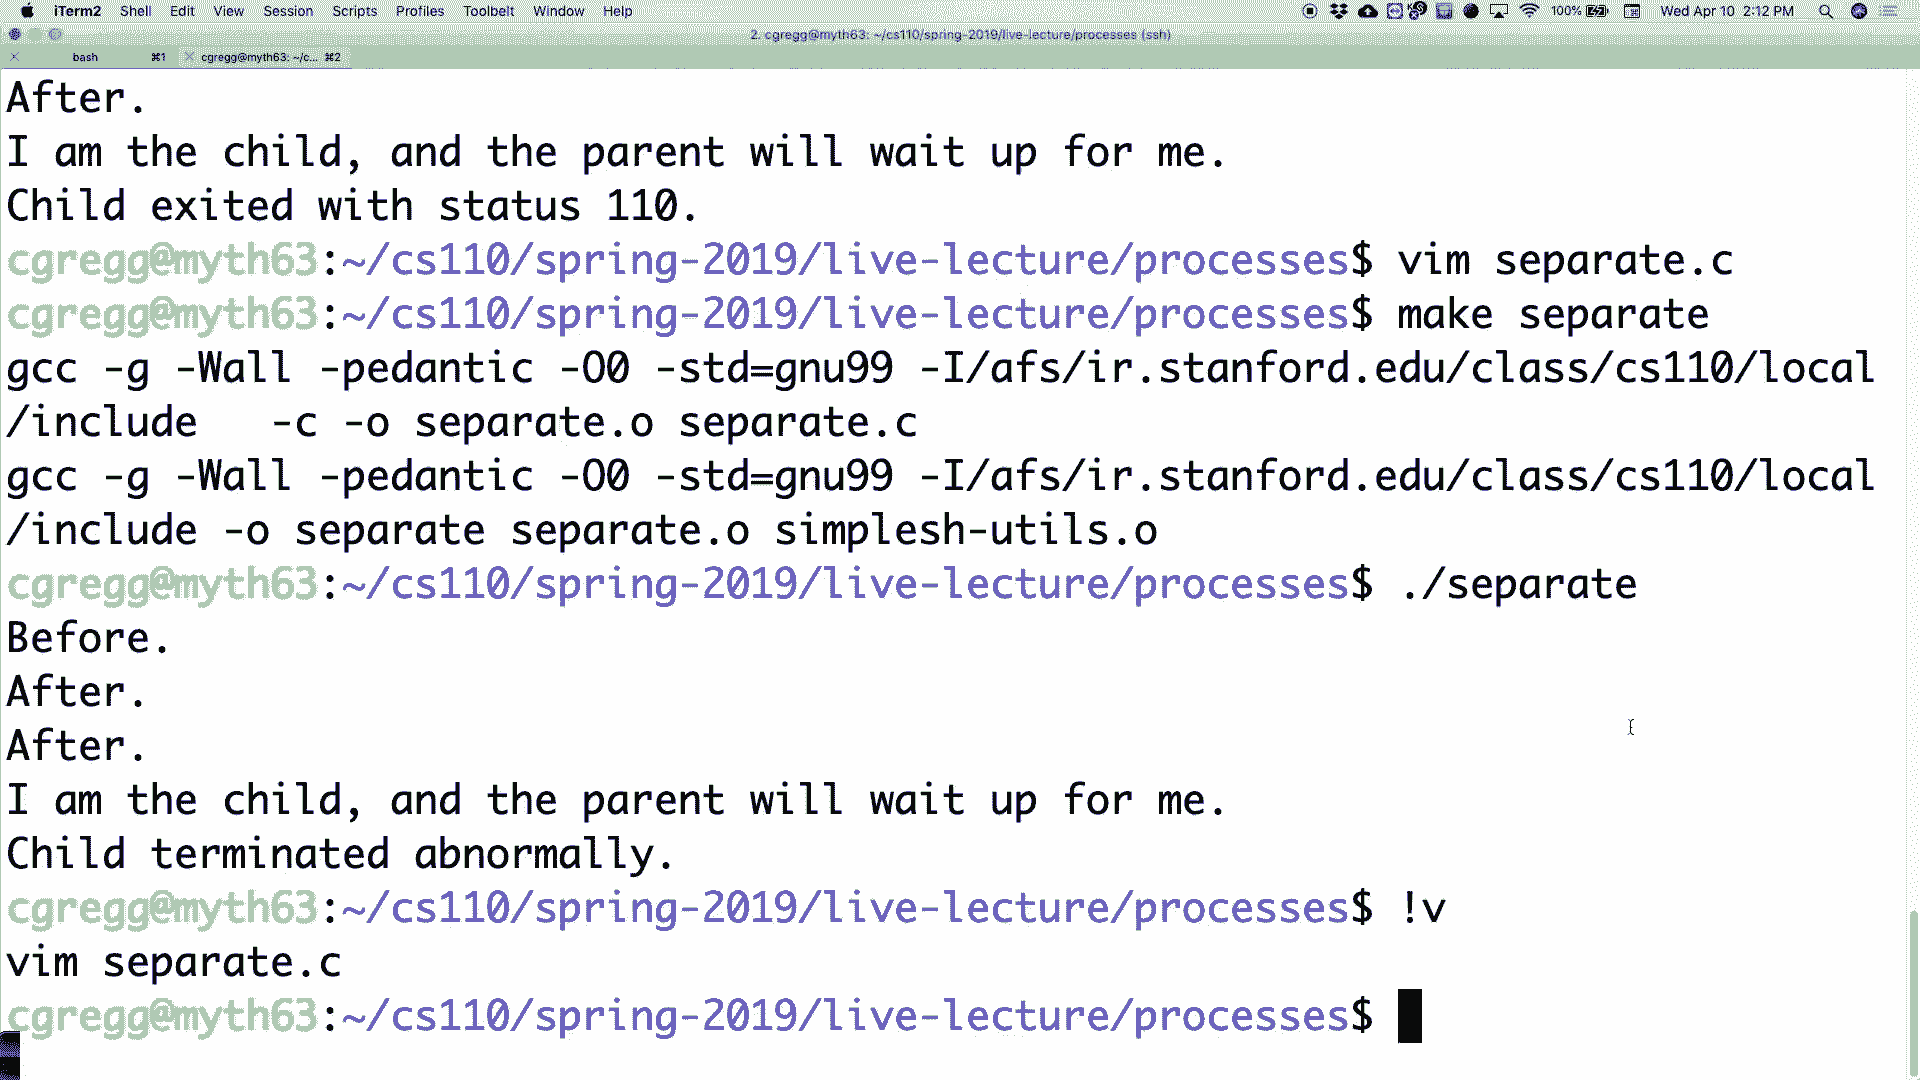 iTerm2 Shell Edit View Session Scripts Profiles Toolbelt Window Help 100% Wed Apr 10 2:12 PM
2. cgregg@myth63: ~/cs110/spring-2019/live-lecture/processes (ssh)
bash ⌘1 cgregg@myth63: ~/c... ⌘2
After.
I am the child, and the parent will wait up for me.
Child exited with status 110.
cgregg@myth63:~/cs110/spring-2019/live-lecture/processes$ vim separate.c
cgregg@myth63:~/cs110/spring-2019/live-lecture/processes$ make separate
gcc -g -Wall -pedantic -O0 -std=gnu99 -I/afs/ir.stanford.edu/class/cs110/local
/include   -c -o separate.o separate.c
gcc -g -Wall -pedantic -O0 -std=gnu99 -I/afs/ir.stanford.edu/class/cs110/local
/include -o separate separate.o simplesh-utils.o
cgregg@myth63:~/cs110/spring-2019/live-lecture/processes$ ./separate
Before.
After.
After.
I am the child, and the parent will wait up for me.
Child terminated abnormally.
cgregg@myth63:~/cs110/spring-2019/live-lecture/processes$ !v
vim separate.c
cgregg@myth63:~/cs110/spring-2019/live-lecture/processes$